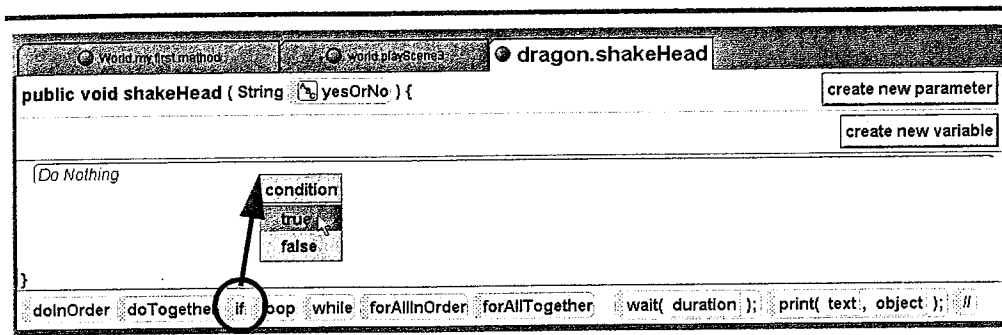 World.my first method world.playScene3 dragon.shakeHead
public void shakeHead ( String yesOrNo ) {
create new parameter
create new variable
Do Nothing
condition
true
false
}
doInOrder doTogether if loop while forAllInOrder forAllTogether wait( duration ); print( text , object ); //